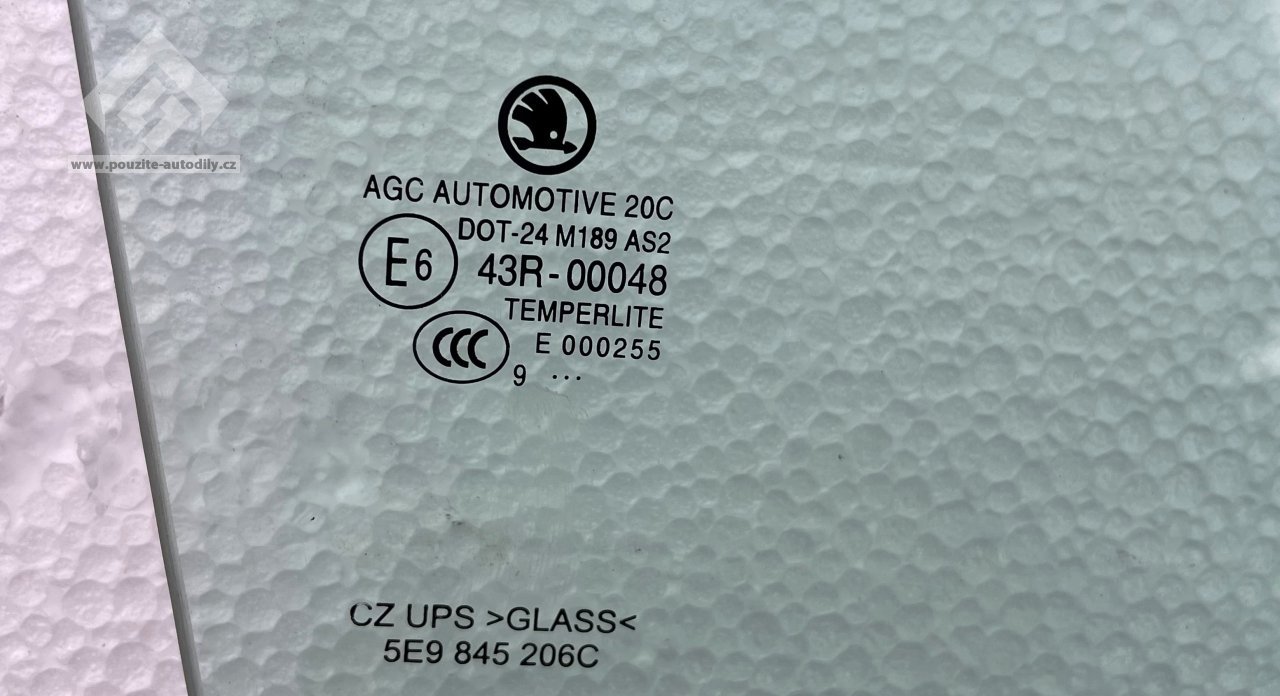 www.pouzite-autodily.cz
AGC AUTOMOTIVE 20C
DOT-24 M189 AS2
E6
43R-00048
TEMPERLITE
CCC
E 000255
9 ...
CZ UPS >GLASS<
5E9 845 206C